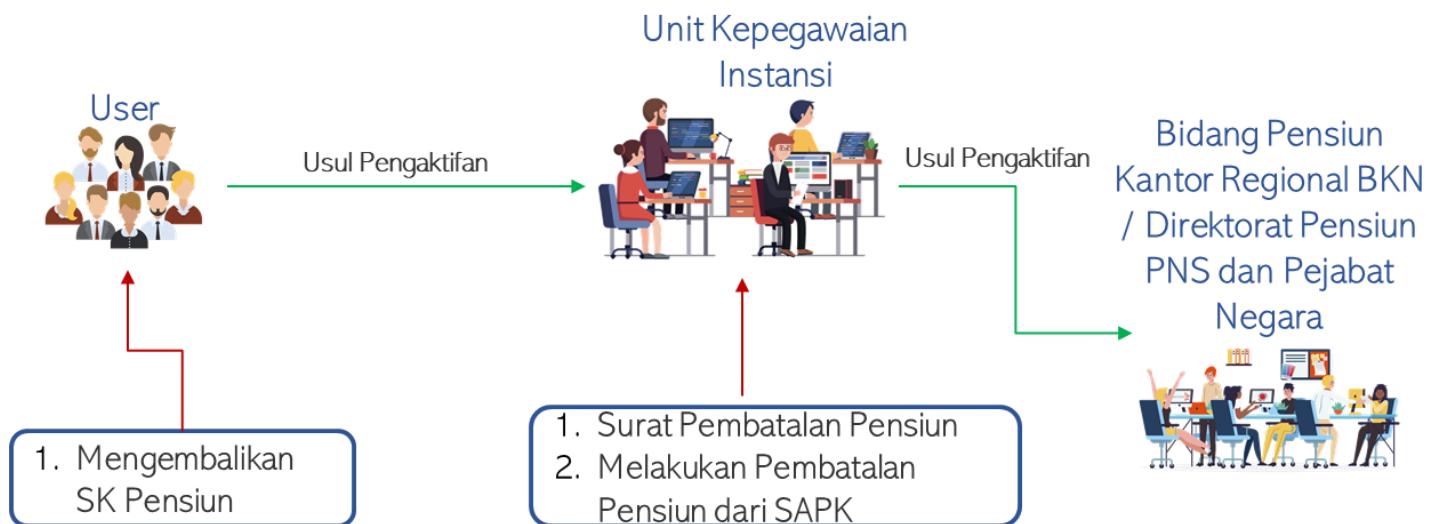 Unit Kepegawaian
Instansi
User
Usul Pengaktifan
Usul Pengaktifan
Bidang Pensiun
Kantor Regional BKN
/ Direktorat Pensiun
PNS dan Pejabat
Negara
1. Mengembalikan
SK Pensiun
1. Surat Pembatalan Pensiun
2. Melakukan Pembatalan
Pensiun dari SAPK